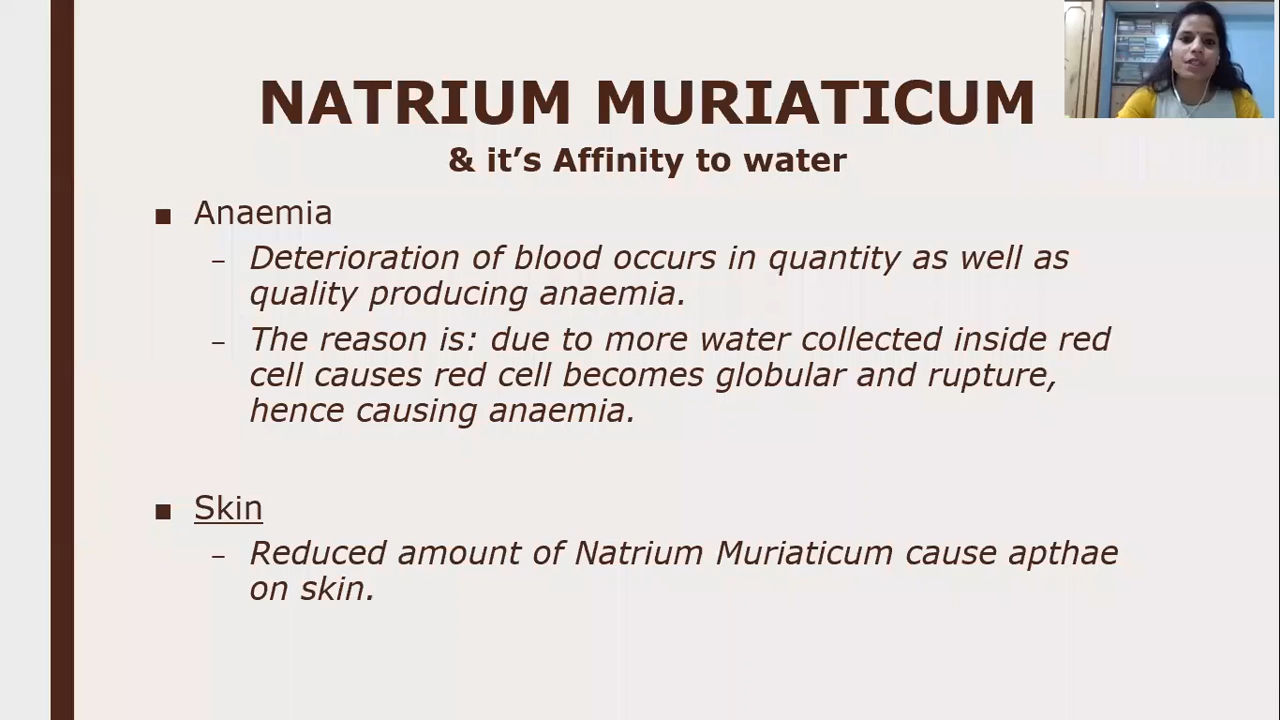 NATRIUM MURIATICUM
& it's Affinity to water
■ Anaemia
– Deterioration of blood occurs in quantity as well as
quality producing anaemia.
– The reason is: due to more water collected inside red
cell causes red cell becomes globular and rupture,
hence causing anaemia.
■ Skin
– Reduced amount of Natrium Muriaticum cause apthae
on skin.